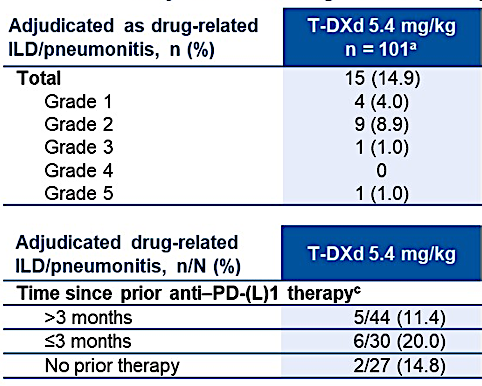 Adjudicated as drug-related ILD/pneumonitis, n (%) T-DXd 5.4 mg/kg n = 101a
Total 15 (14.9)
Grade 1 4 (4.0)
Grade 2 9 (8.9)
Grade 3 1 (1.0)
Grade 4 0
Grade 5 1 (1.0)
Adjudicated drug-related ILD/pneumonitis, n/N (%) T-DXd 5.4 mg/kg
Time since prior anti–PD-(L)1 therapyc
>3 months 5/44 (11.4)
≤3 months 6/30 (20.0)
No prior therapy 2/27 (14.8)